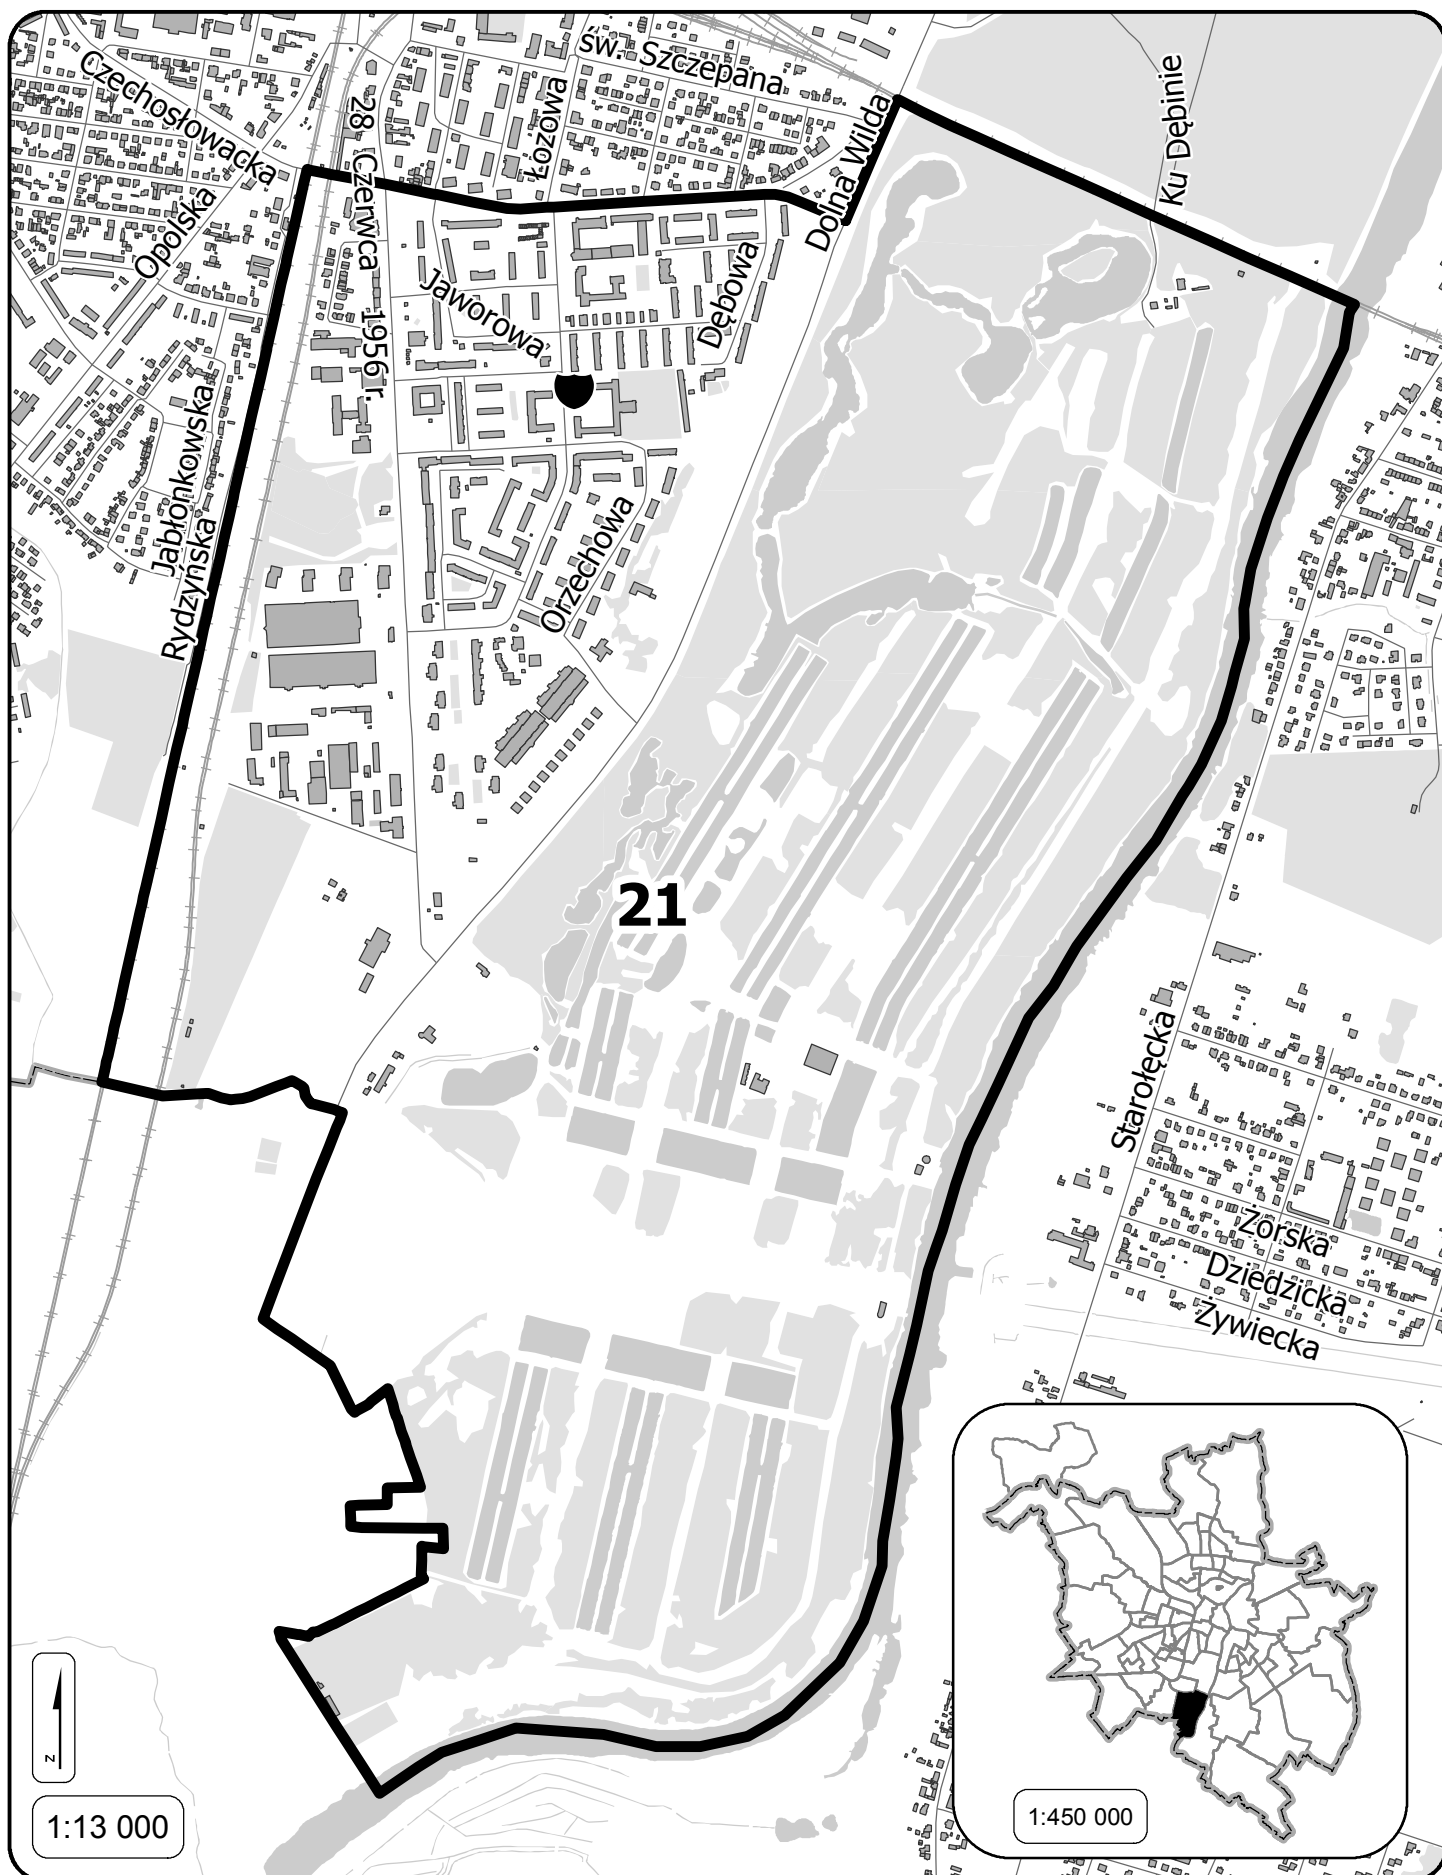 św. Szczepana
Czechosłowacka
Ku Dębinie
28 Czerwca 1956 r.
Łozowa
Dolna Wilda
Opolska
Jaworowa
Dębowa
Jabłonkowska
Rydzyńska
Orzechowa
21
Starołęcka
Żorska
Dziedzicka
Żywiecka
N
1:13 000
1:450 000